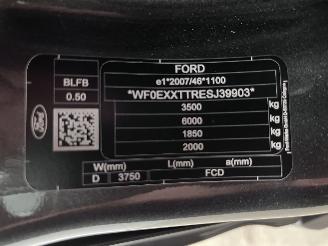 FORD
e1*2007/46*1100
*WF0EXXTTRESJ39903*
BLFB
0.50
3500 kg
6000 kg
1850 kg
2000 kg
W(mm) L(mm) a(mm)
D 3750 FCD